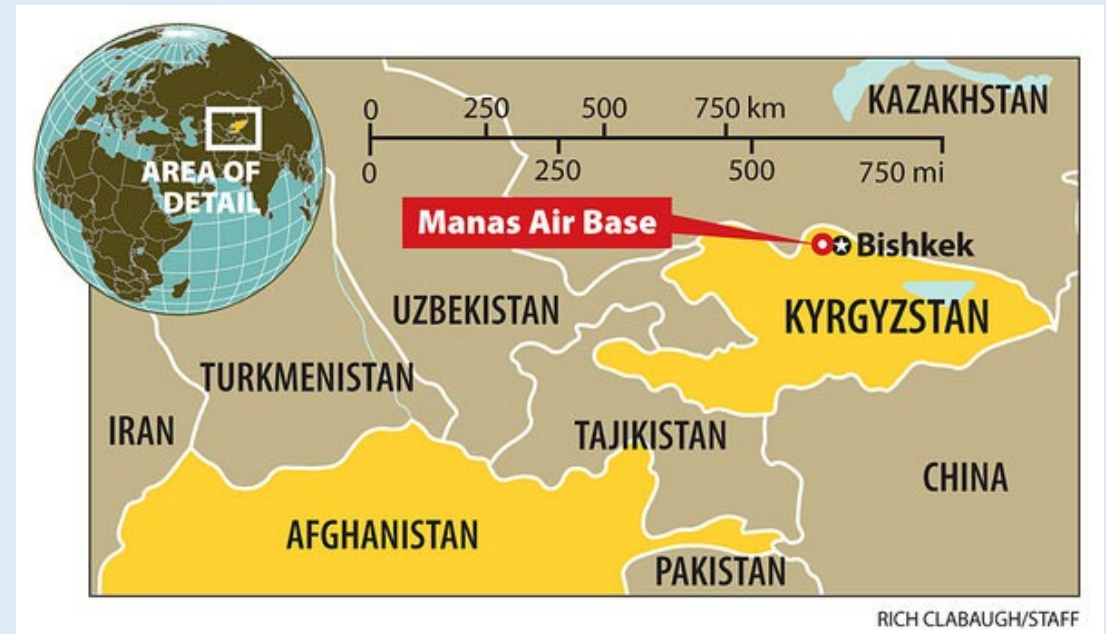 AREA OF
DETAIL
0 250 500 750 km
0 250 500 750 mi
KAZAKHSTAN
Manas Air Base
Bishkek
UZBEKISTAN
KYRGYZSTAN
TURKMENISTAN
IRAN
TAJIKISTAN
CHINA
AFGHANISTAN
PAKISTAN
RICH CLABAUGH/STAFF